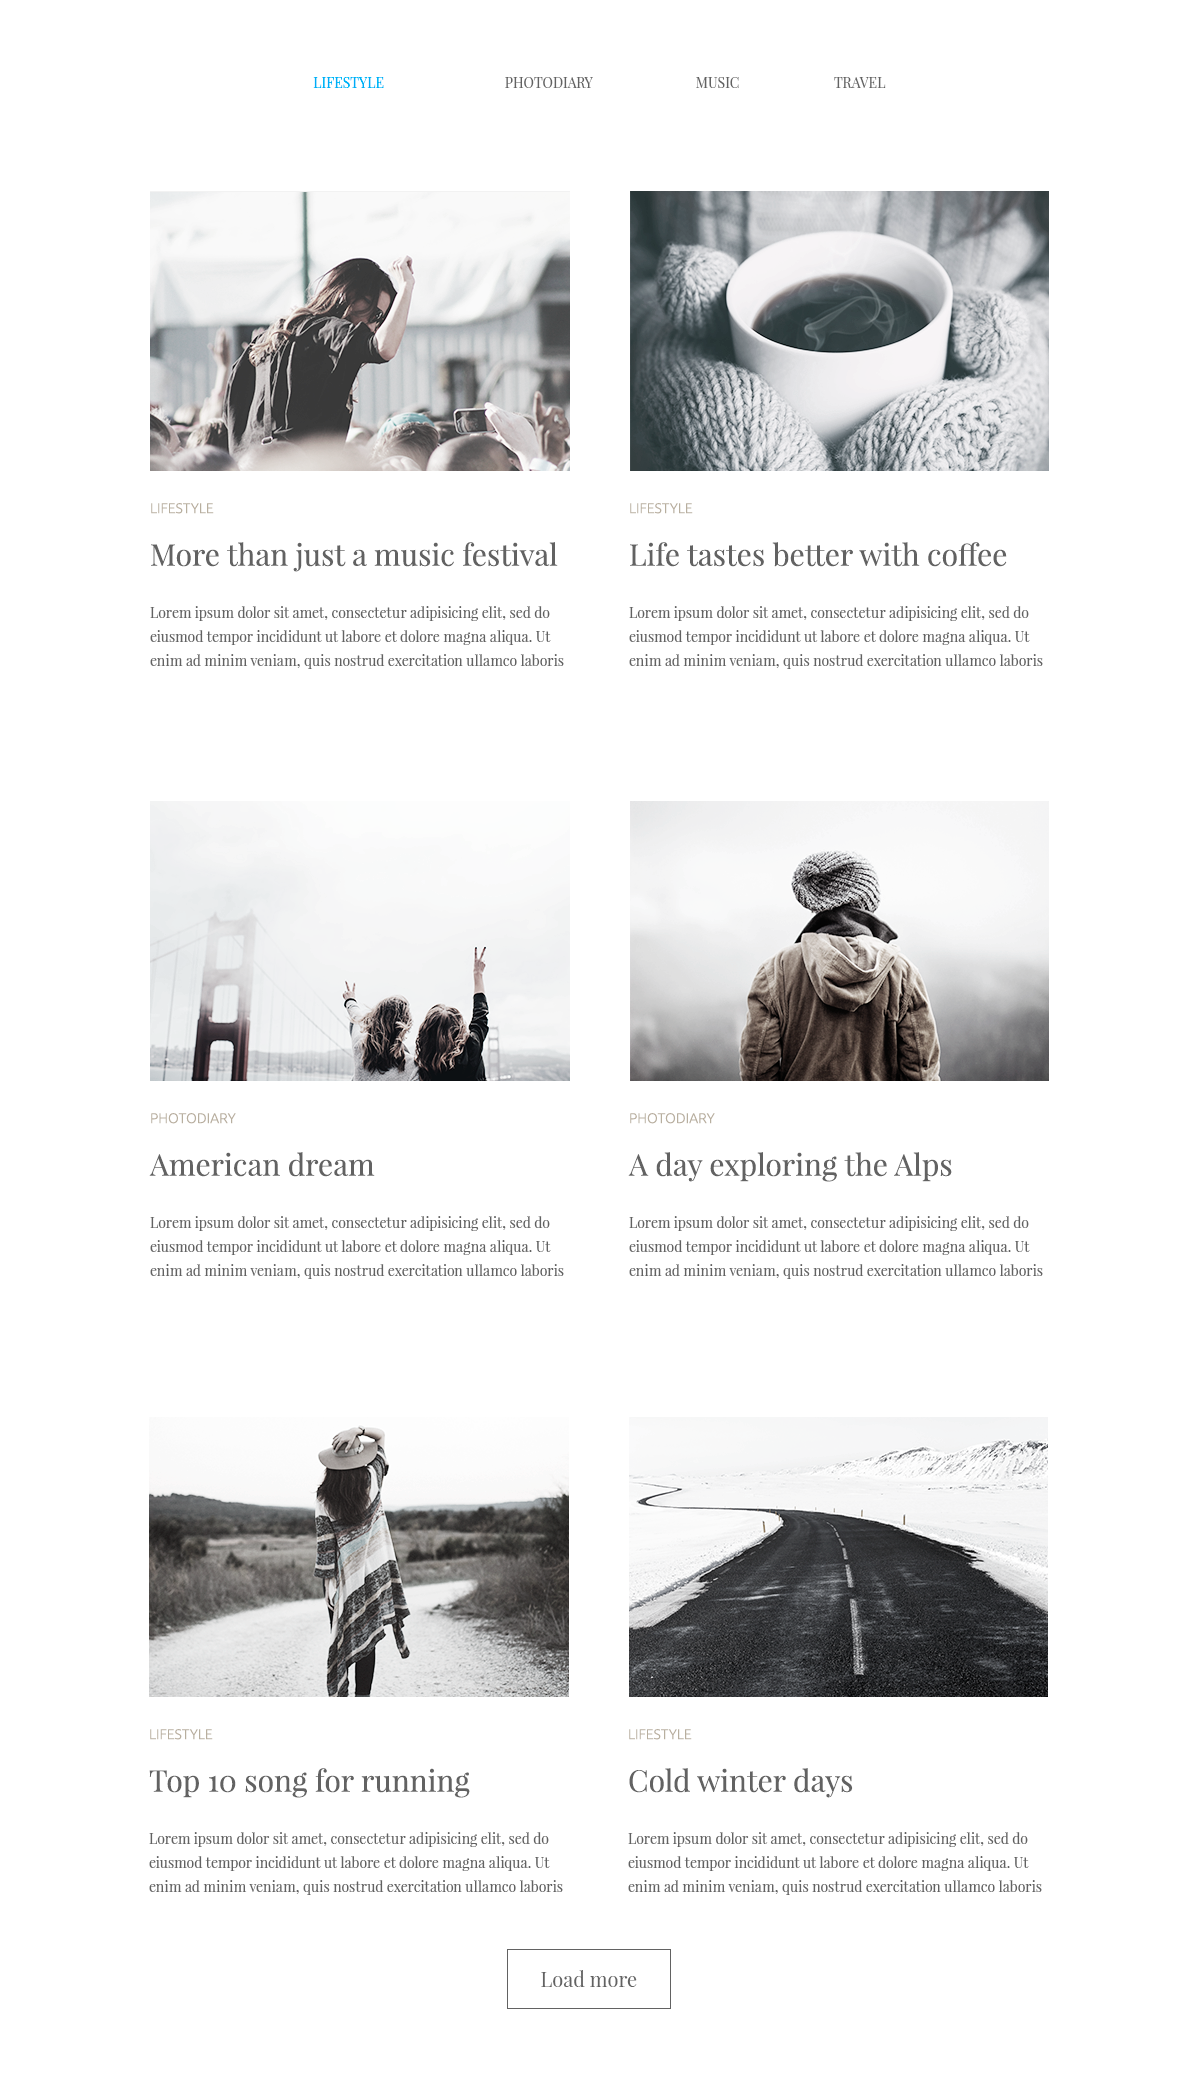 LIFESTYLE PHOTODIARY MUSIC TRAVEL
LIFESTYLE
More than just a music festival
Lorem ipsum dolor sit amet, consectetur adipisicing elit, sed do
eiusmod tempor incididunt ut labore et dolore magna aliqua. Ut
enim ad minim veniam, quis nostrud exercitation ullamco laboris
LIFESTYLE
Life tastes better with coffee
Lorem ipsum dolor sit amet, consectetur adipisicing elit, sed do
eiusmod tempor incididunt ut labore et dolore magna aliqua. Ut
enim ad minim veniam, quis nostrud exercitation ullamco laboris
PHOTODIARY
American dream
Lorem ipsum dolor sit amet, consectetur adipisicing elit, sed do
eiusmod tempor incididunt ut labore et dolore magna aliqua. Ut
enim ad minim veniam, quis nostrud exercitation ullamco laboris
PHOTODIARY
A day exploring the Alps
Lorem ipsum dolor sit amet, consectetur adipisicing elit, sed do
eiusmod tempor incididunt ut labore et dolore magna aliqua. Ut
enim ad minim veniam, quis nostrud exercitation ullamco laboris
LIFESTYLE
Top 10 song for running
Lorem ipsum dolor sit amet, consectetur adipisicing elit, sed do
eiusmod tempor incididunt ut labore et dolore magna aliqua. Ut
enim ad minim veniam, quis nostrud exercitation ullamco laboris
LIFESTYLE
Cold winter days
Lorem ipsum dolor sit amet, consectetur adipisicing elit, sed do
eiusmod tempor incididunt ut labore et dolore magna aliqua. Ut
enim ad minim veniam, quis nostrud exercitation ullamco laboris
Load more